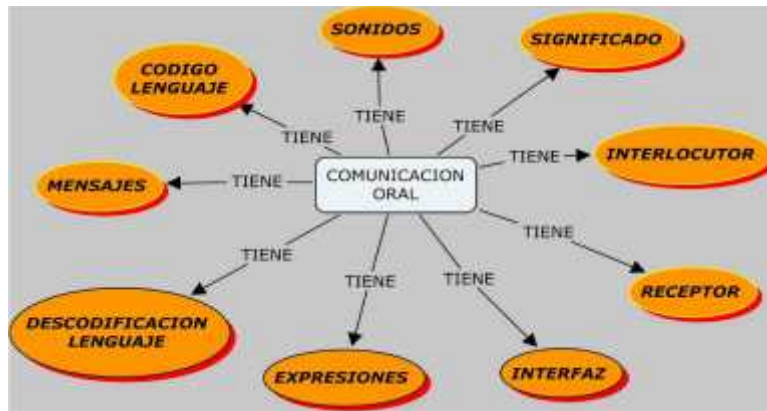 SONIDOS
SIGNIFICADO
CODIGO
LENGUAJE
TIENE
TIENE
TIENE
INTERLOCUTOR
TIENE
MENSAJES
TIENE
COMUNICACION
ORAL
TIENE
TIENE
TIENE
TIENE
RECEPTOR
DESCODIFICACION
LENGUAJE
EXPRESIONES
INTERFAZ